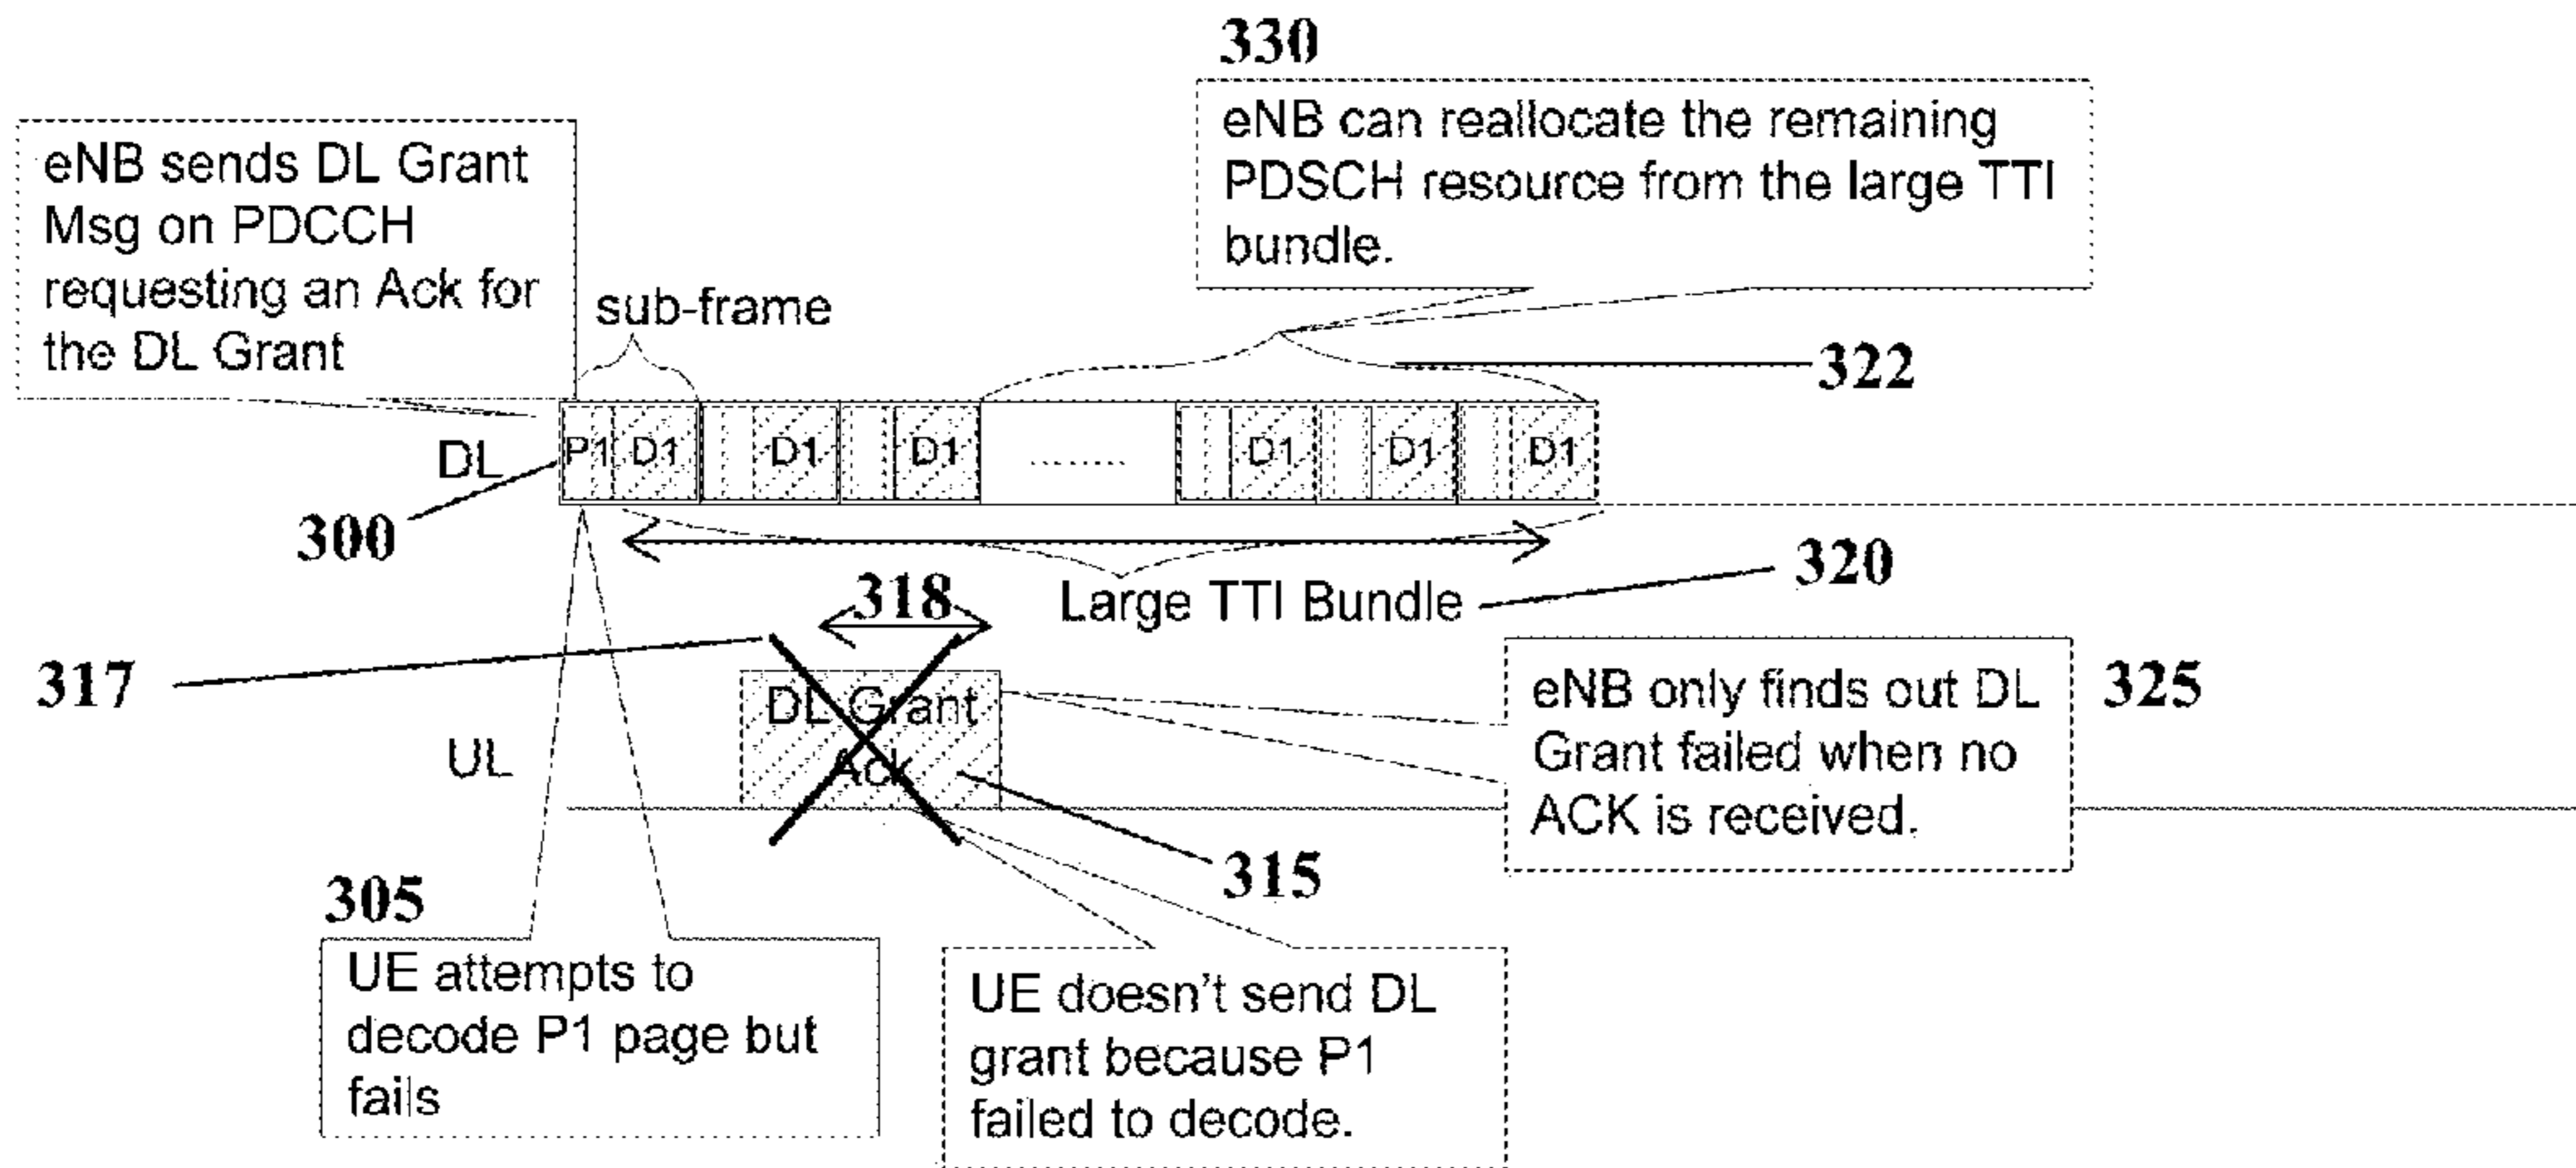 330
eNB can reallocate the remaining
PDSCH resource from the large TTI
bundle.
eNB sends DL Grant
Msg on PDCCH
requesting an Ack for
the DL Grant
sub-frame
322
DL
P1 D1 D1 D1 ........ D1 D1 D1
300
320
Large TTI Bundle
318
317
DL Grant
Ack
UL
eNB only finds out DL
Grant failed when no
ACK is received.
325
315
305
UE attempts to
decode P1 page but
fails
UE doesn't send DL
grant because P1
failed to decode.